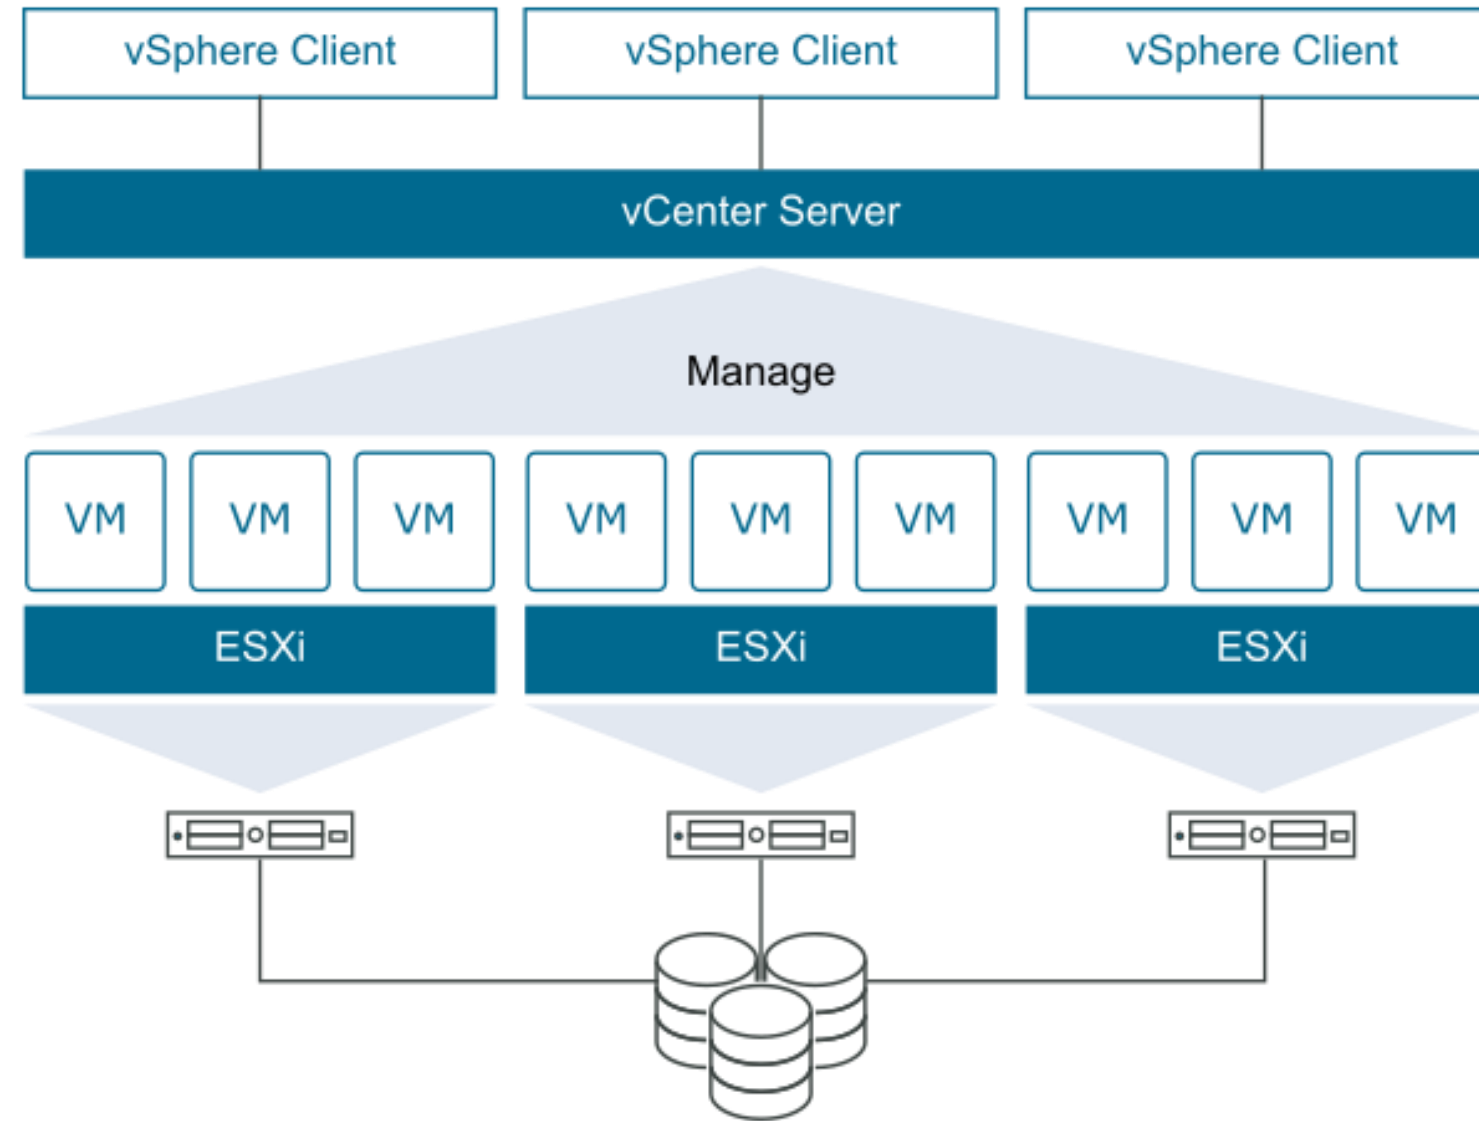 vSphere Client vSphere Client vSphere Client
vCenter Server
Manage
VM VM VM VM VM VM VM VM VM
ESXi ESXi ESXi